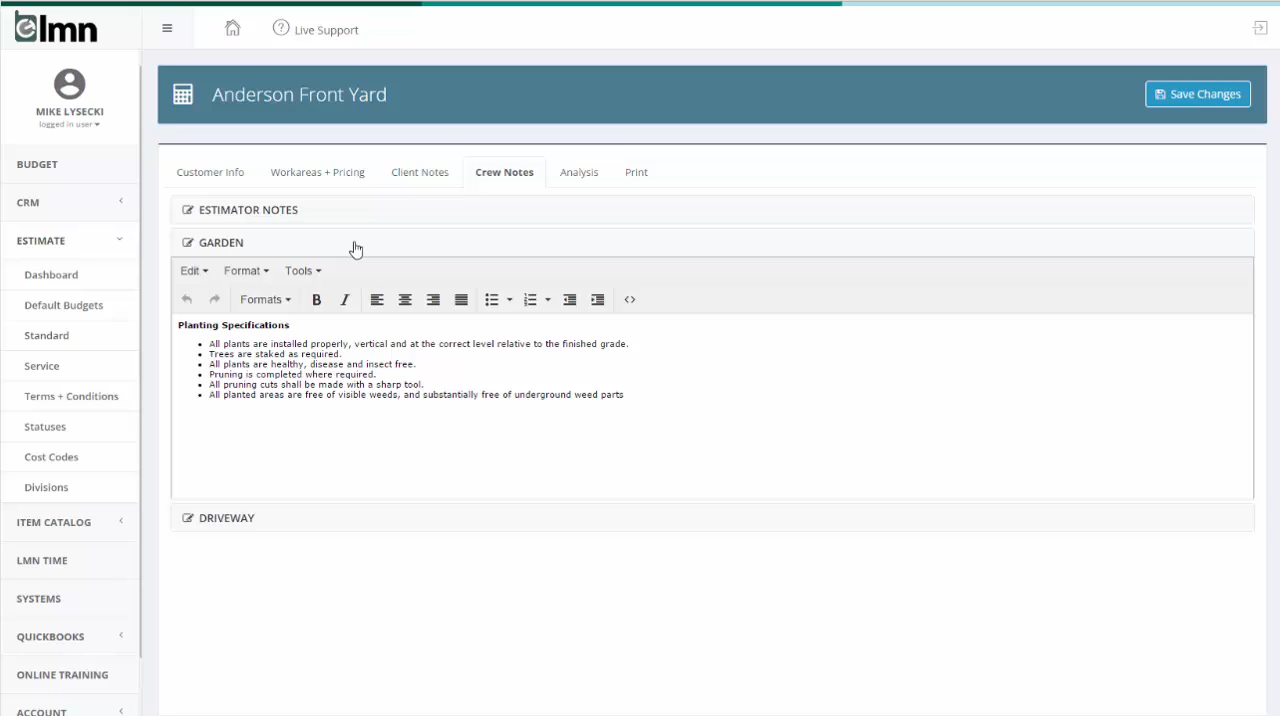 lmn
Live Support
MIKE LYSECKI
logged in user
BUDGET
CRM
ESTIMATE
Dashboard
Default Budgets
Standard
Service
Terms + Conditions
Statuses
Cost Codes
Divisions
ITEM CATALOG
LMN TIME
SYSTEMS
QUICKBOOKS
ONLINE TRAINING
ACCOUNT
Anderson Front Yard
Save Changes
Customer Info Workareas + Pricing Client Notes Crew Notes Analysis Print
ESTIMATOR NOTES
GARDEN
Edit Format Tools
Formats B I
Planting Specifications
• All plants are installed properly, vertical and at the correct level relative to the finished grade.
• Trees are staked as required.
• All plants are healthy, disease and insect free.
• Pruning is completed where required.
• All pruning cuts shall be made with a sharp tool.
• All planted areas are free of visible weeds, and substantially free of underground weed parts
DRIVEWAY